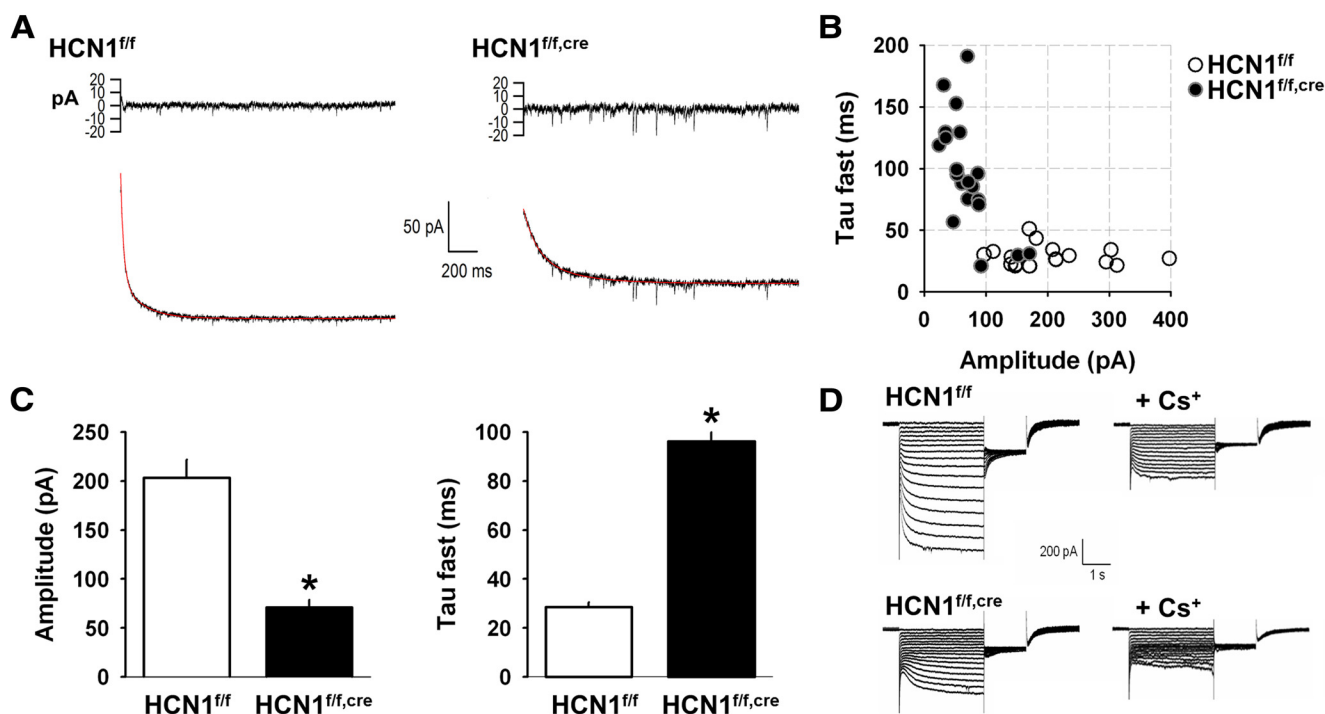 A
HCN1f/f
pA
20
10
0
-10
-20
HCN1f/f,cre
20
10
0
-10
-20
50 pA
200 ms
B
Tau fast (ms)
200
150
100
50
0
0 100 200 300 400
Amplitude (pA)
HCN1f/f
HCN1f/f,cre
C
Amplitude (pA)
250
200
150
100
50
0
*
HCN1f/f HCN1f/f,cre
Tau fast (ms)
100
80
60
40
20
0
*
HCN1f/f HCN1f/f,cre
D
HCN1f/f
+ Cs+
200 pA
1 s
HCN1f/f,cre
+ Cs+